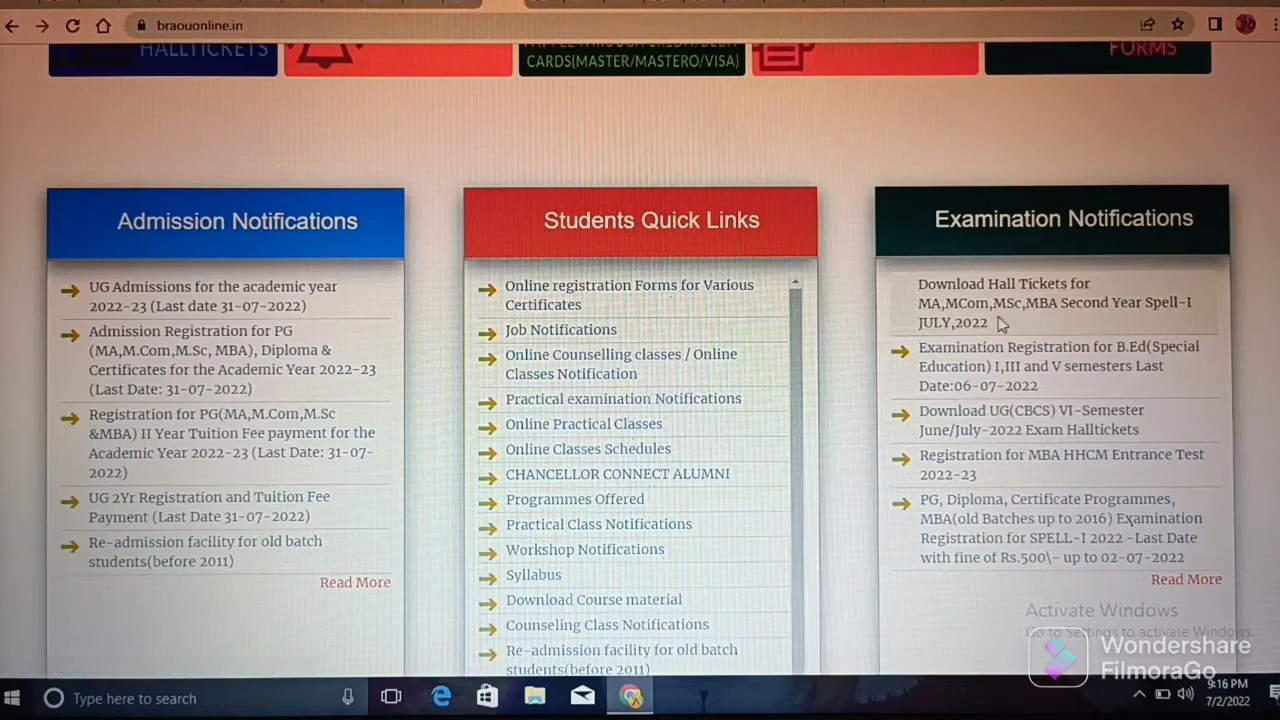 braouonline.in
HALLTICKETS
CARDS(MASTER/MASTERO/VISA)
FORMS
Admission Notifications
UG Admissions for the academic year
2022-23 (Last date 31-07-2022)
Admission Registration for PG
(MA,M.Com,M.Sc, MBA), Diploma &
Certificates for the Academic Year 2022-23
(Last Date: 31-07-2022)
Registration for PG(MA,M.Com,M.Sc
&MBA) II Year Tuition Fee payment for the
Academic Year 2022-23 (Last Date: 31-07-
2022)
UG 2Yr Registration and Tuition Fee
Payment (Last Date 31-07-2022)
Re-admission facility for old batch
students(before 2011)
Read More
Students Quick Links
Online registration Forms for Various
Certificates
Job Notifications
Online Counselling classes / Online
Classes Notification
Practical examination Notifications
Online Practical Classes
Online Classes Schedules
CHANCELLOR CONNECT ALUMNI
Programmes Offered
Practical Class Notifications
Workshop Notifications
Syllabus
Download Course material
Counseling Class Notifications
Re-admission facility for old batch
students(before 2011)
Examination Notifications
Download Hall Tickets for
MA,MCom,MSc,MBA Second Year Spell-I
JULY,2022
Examination Registration for B.Ed(Special
Education) I,III and V semesters Last
Date:06-07-2022
Download UG(CBCS) VI-Semester
June/July-2022 Exam Halltickets
Registration for MBA HHCM Entrance Test
2022-23
PG, Diploma, Certificate Programmes,
MBA(old Batches up to 2016) Examination
Registration for SPELL-I 2022 -Last Date
with fine of Rs.500\- up to 02-07-2022
Read More
Activate Windows
Go to Settings to activate Windows.
Wondershare
FilmoraGo
Type here to search
9:16 PM
7/2/2022